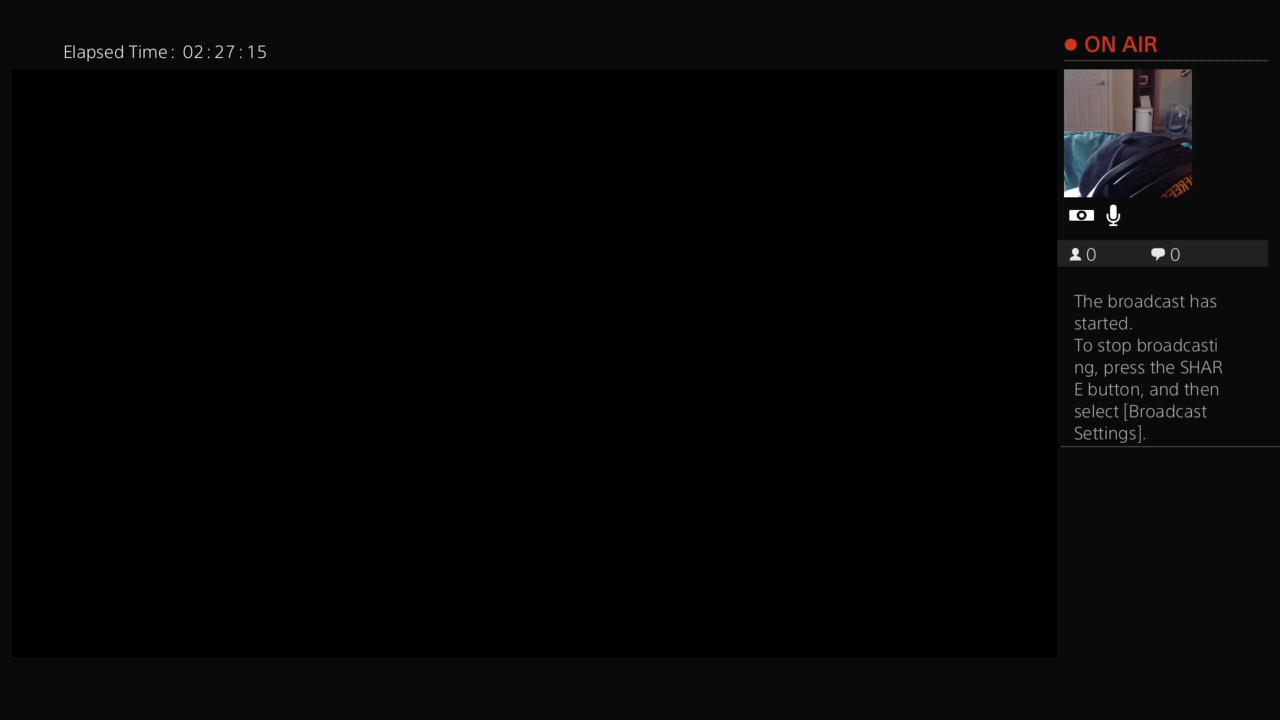 Elapsed Time: 02:27:15
ON AIR
0 0
The broadcast has
started.
To stop broadcasti
ng, press the SHAR
E button, and then
select [Broadcast
Settings].